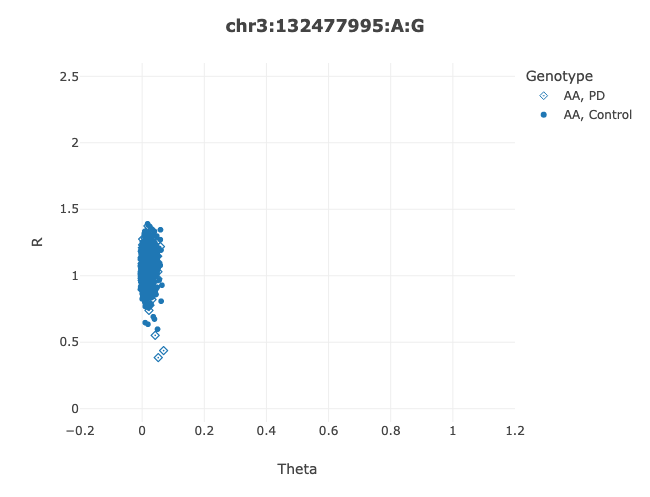 chr3:132477995:A:G
Genotype
AA, PD
AA, Control
2.5
2
1.5
1
0.5
0
R
−0.2 0 0.2 0.4 0.6 0.8 1 1.2
Theta